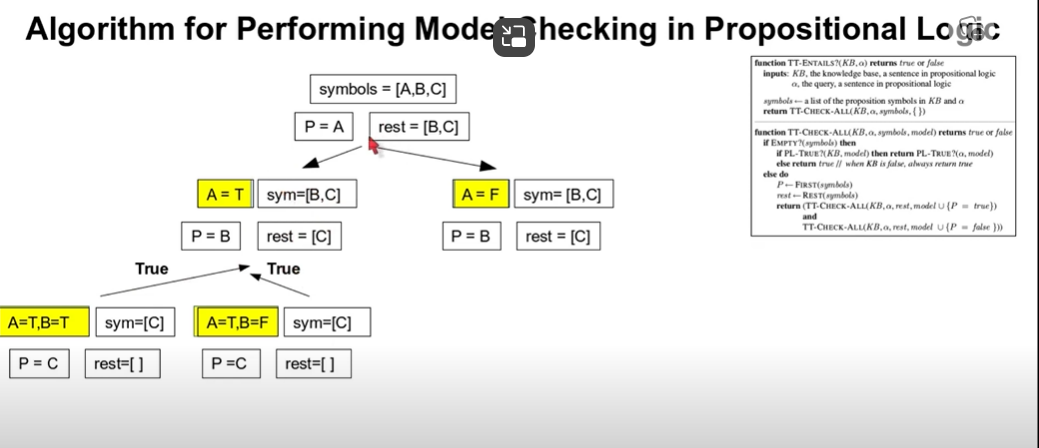 Algorithm for Performing Model Checking in Propositional Logic
symbols = [A,B,C]
P = A
rest = [B,C]
A = T
sym=[B,C]
A = F
sym= [B,C]
P = B
rest = [C]
P = B
rest = [C]
True
True
A=T,B=T
sym=[C]
A=T,B=F
sym=[C]
P = C
rest=[ ]
P =C
rest=[ ]
function TT-ENTAILS?(KB, α) returns true or false
inputs: KB, the knowledge base, a sentence in propositional logic
α, the query, a sentence in propositional logic
symbols ← a list of the proposition symbols in KB and α
return TT-CHECK-ALL(KB, α, symbols, { })
function TT-CHECK-ALL(KB, α, symbols, model) returns true or false
if EMPTY?(symbols) then
if PL-TRUE?(KB, model) then return PL-TRUE?(α, model)
else return true // when KB is false, always return true
else do
P ← FIRST(symbols)
rest ← REST(symbols)
return (TT-CHECK-ALL(KB, α, rest, model ∪ {P = true})
and
TT-CHECK-ALL(KB, α, rest, model ∪ {P = false }))